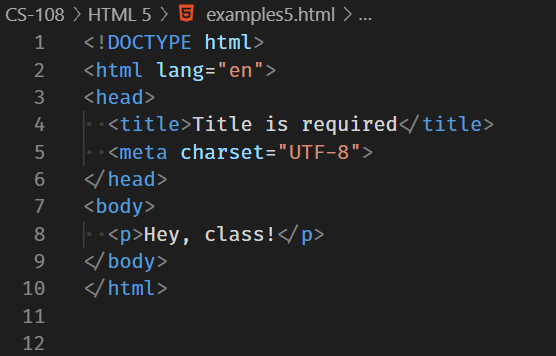 CS-108 > HTML 5 > examples5.html > ...
1 <!DOCTYPE html>
2 <html lang="en">
3 <head>
4 <title>Title is required</title>
5 <meta charset="UTF-8">
6 </head>
7 <body>
8 <p>Hey, class!</p>
9 </body>
10 </html>
11
12